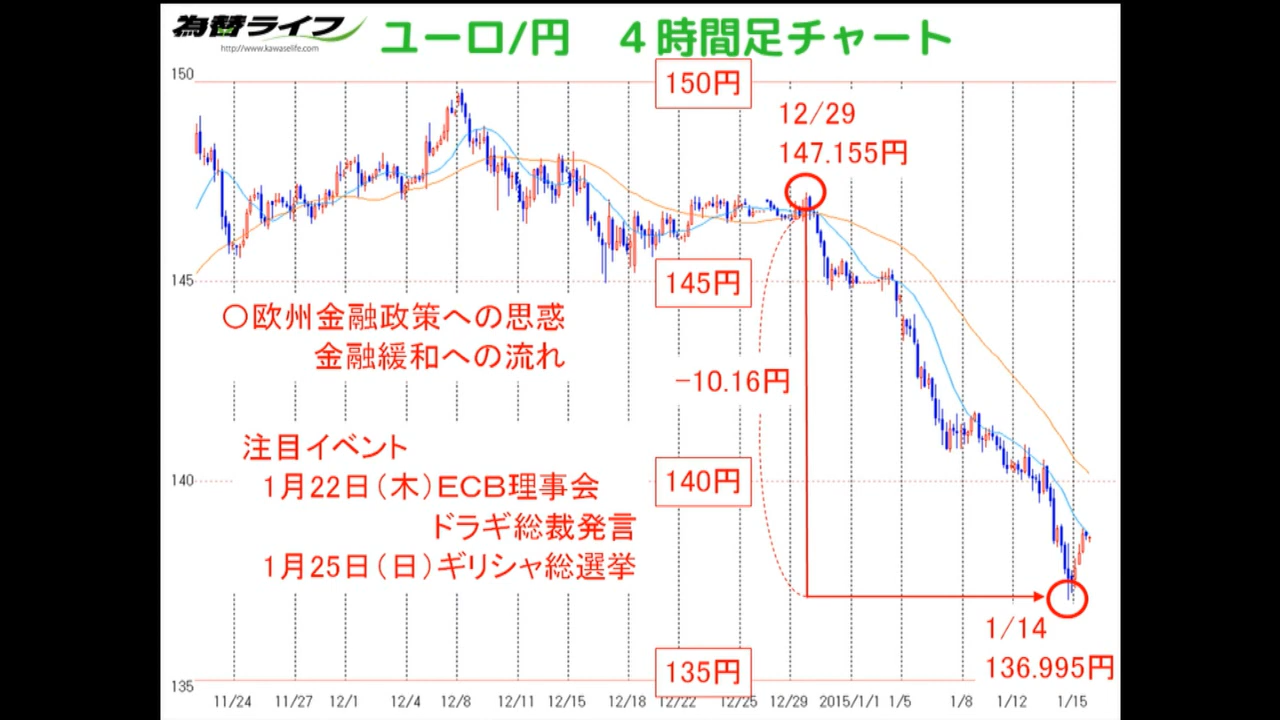 為替ライフ
http://www.kawaselife.com
ユーロ/円 4時間足チャート
150
150円
12/29
147.155円
145
145円
〇欧州金融政策への思惑
金融緩和への流れ
-10.16円
注目イベント
1月22日(木)ECB理事会
ドラギ総裁発言
1月25日(日)ギリシャ総選挙
140
140円
1/14
136.995円
135
135円
11/24 11/27 12/1 12/4 12/8 12/11 12/15 12/18 12/22 12/25 12/29 2015/1/1 1/5 1/8 1/12 1/15